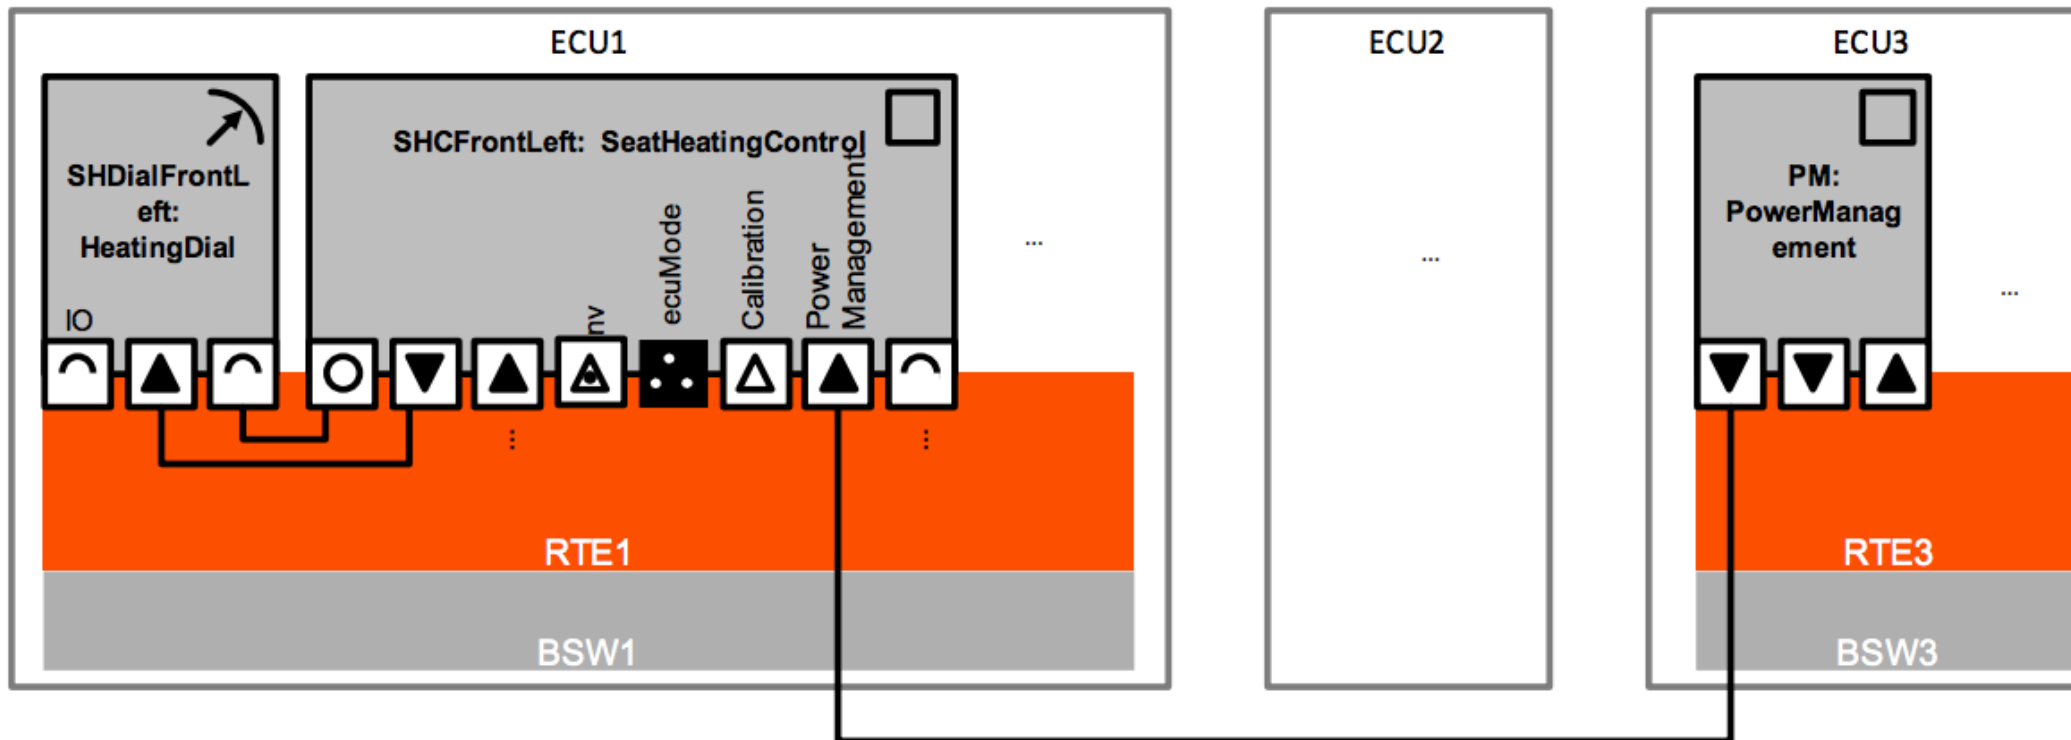 ECU1
ECU2
ECU3
SHDialFrontL
eft:
HeatingDial
IO
SHCFrontLeft: SeatHeatingControl
nv
ecuMode
Calibration
Power
Management
...
...
PM:
PowerManag
ement
...
...
...
RTE1
BSW1
RTE3
BSW3